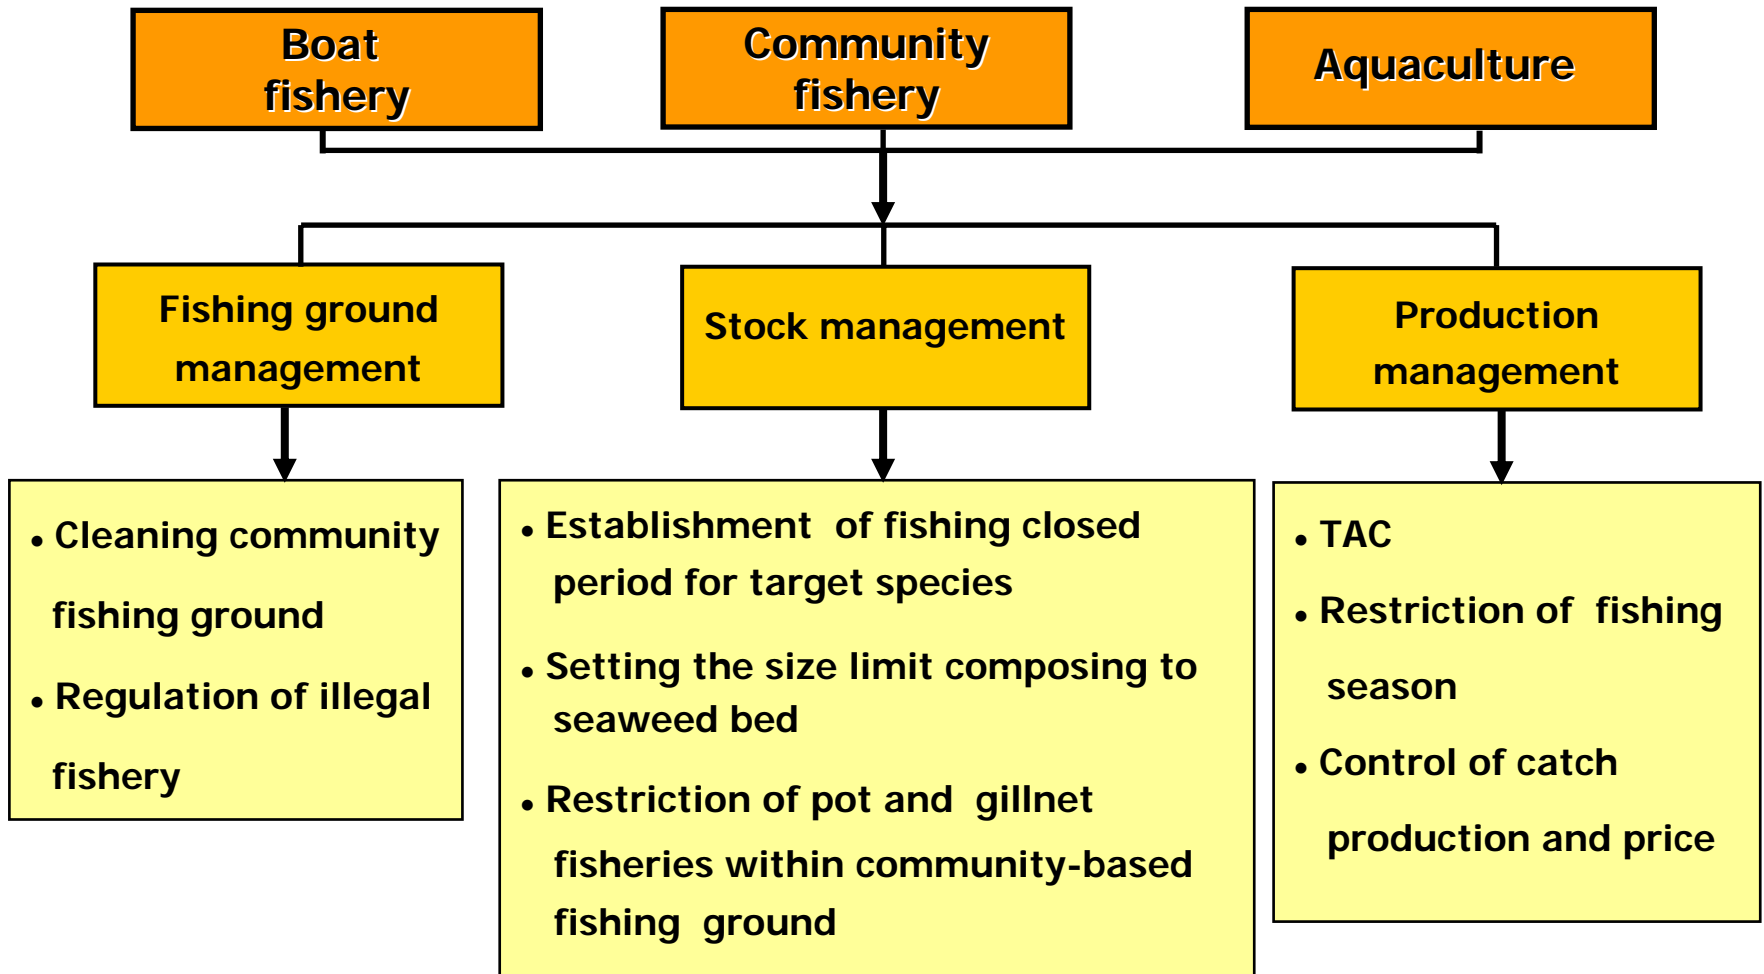 Boat
fishery
Community
fishery
Aquaculture
Fishing ground
management
Stock management
Production
management
• Cleaning community
fishing ground
• Regulation of illegal
fishery
• Establishment of fishing closed
period for target species
• Setting the size limit composing to
seaweed bed
• Restriction of pot and gillnet
fisheries within community-based
fishing ground
• TAC
• Restriction of fishing
season
• Control of catch
production and price